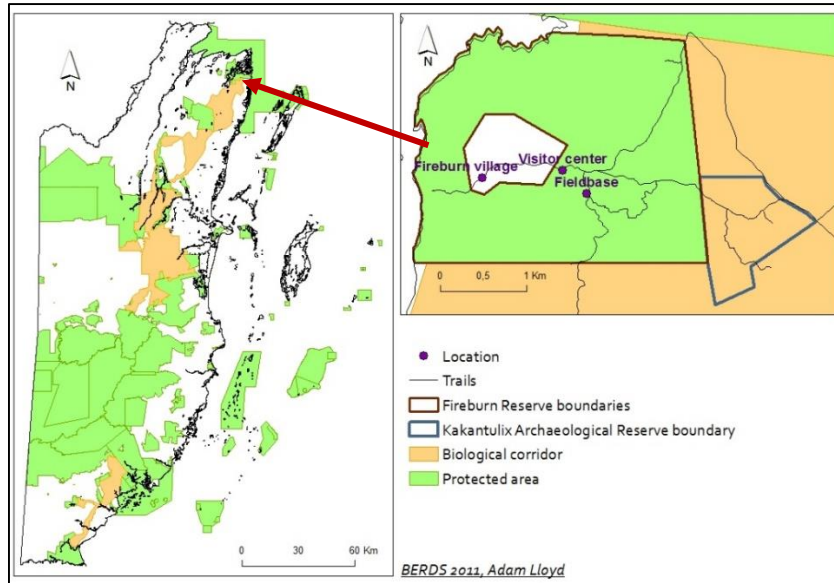 N
0 30 60 Km
N
Fireburn village
Visitor center
Fieldbase
0 0,5 1 Km
Location
Trails
Fireburn Reserve boundaries
Kakantulix Archaeological Reserve boundary
Biological corridor
Protected area
BERDS 2011, Adam Lloyd